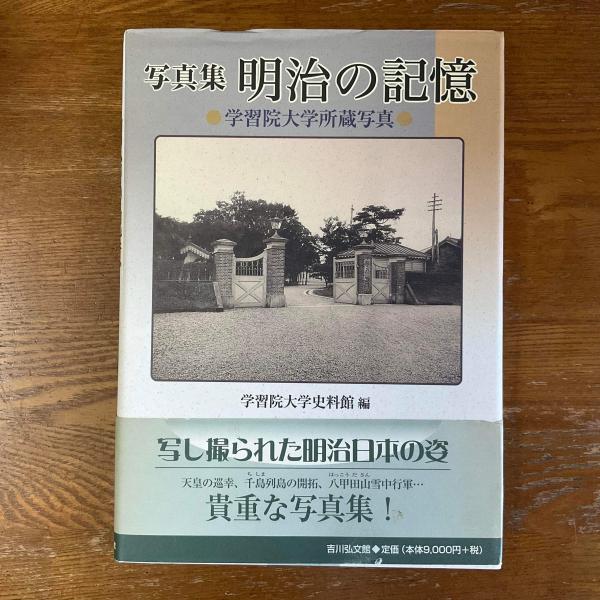 写真集 明治の記憶
学習院大学所蔵写真
学習院大学史料館 編
写し撮られた明治日本の姿
天皇の巡幸、千島列島の開拓、八甲田山雪中行軍…
貴重な写真集!
吉川弘文館◆定価(本体9,000円+税)